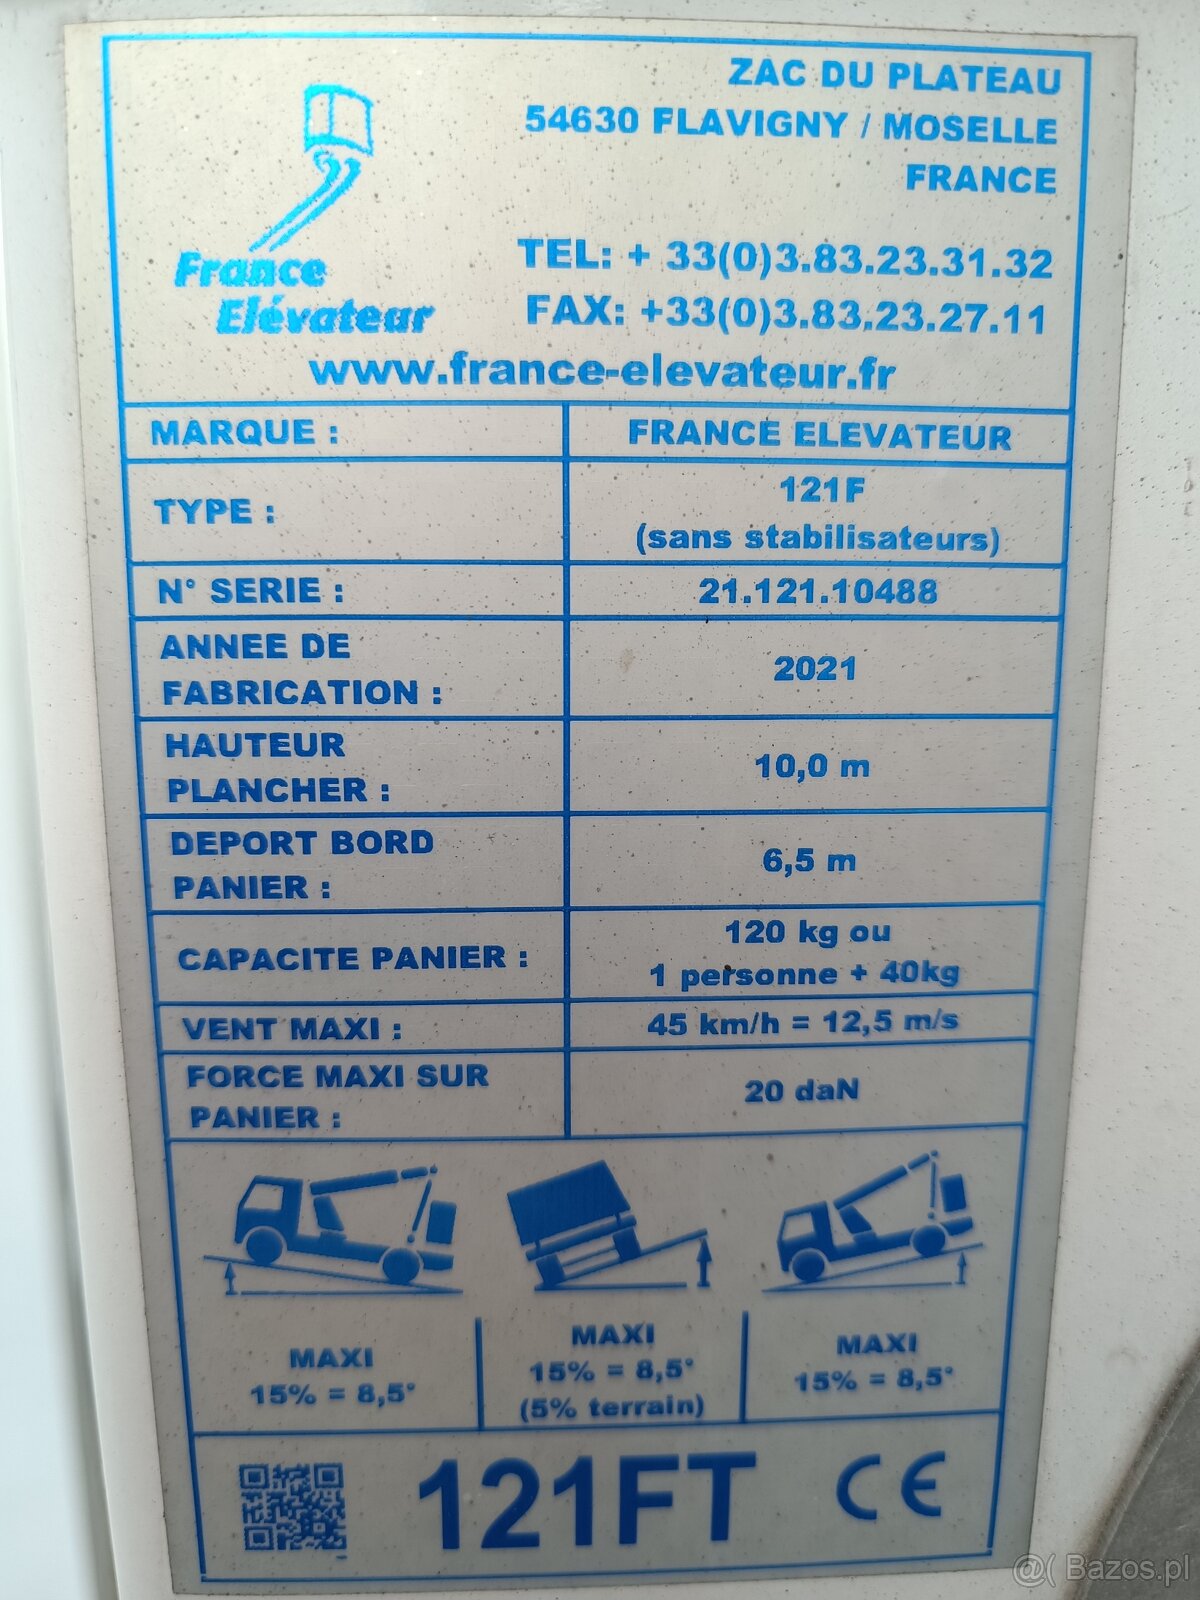 France
Elévateur
ZAC DU PLATEAU
54630 FLAVIGNY / MOSELLE
FRANCE
TEL: + 33(0)3.83.23.31.32
FAX: +33(0)3.83.23.27.11
www.france-elevateur.fr
MARQUE : FRANCE ELEVATEUR
TYPE : 121F
(sans stabilisateurs)
N° SERIE : 21.121.10488
ANNEE DE
FABRICATION : 2021
HAUTEUR
PLANCHER : 10,0 m
DEPORT BORD
PANIER : 6,5 m
CAPACITE PANIER : 120 kg ou
1 personne + 40kg
VENT MAXI : 45 km/h = 12,5 m/s
FORCE MAXI SUR
PANIER : 20 daN
MAXI
15% = 8,5°
MAXI
15% = 8,5°
(5% terrain)
MAXI
15% = 8,5°
121FT CE
@( Bazos.pl